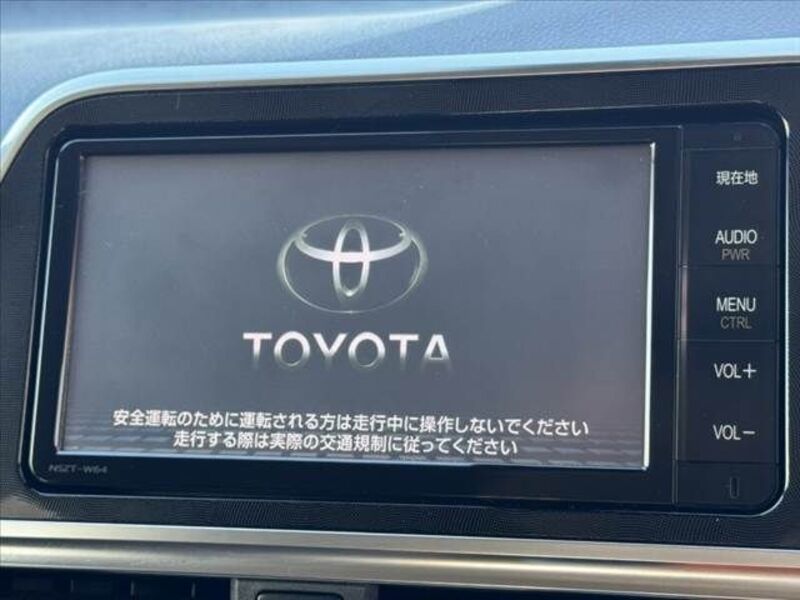 現在地
AUDIO
PWR
MENU
CTRL
VOL+
VOL-
TOYOTA
安全運転のために運転される方は走行中に操作しないでください
走行する際は実際の交通規制に従ってください
NSZT-W64